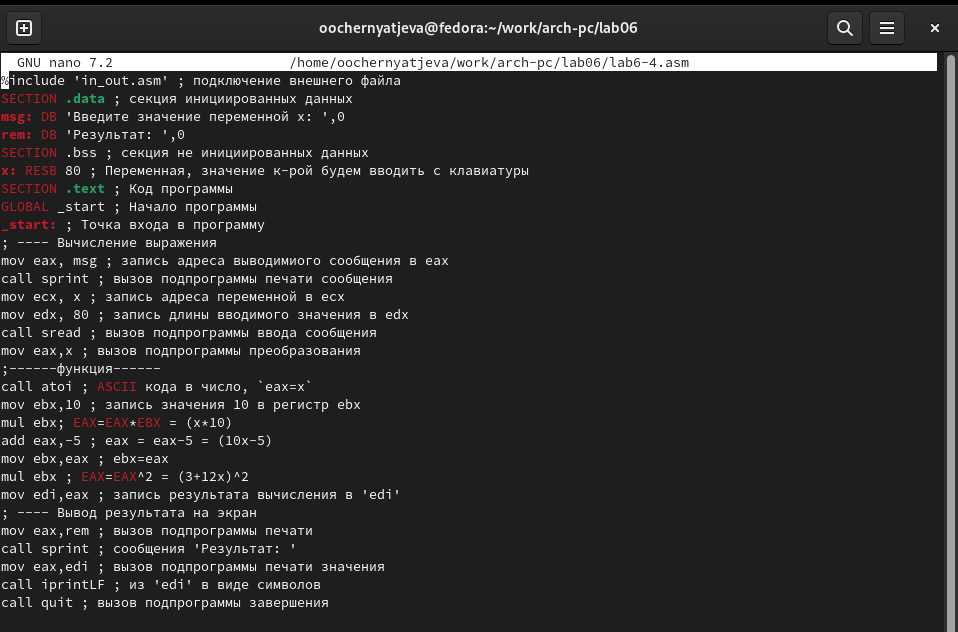 oochernyatjeva@fedora:~/work/arch-pc/lab06
GNU nano 7.2 /home/oochernyatjeva/work/arch-pc/lab06/lab6-4.asm
%include 'in_out.asm' ; подключение внешнего файла
SECTION .data ; секция инициированных данных
msg: DB 'Введите значение переменной x: ',0
rem: DB 'Результат: ',0
SECTION .bss ; секция не инициированных данных
x: RESB 80 ; Переменная, значение к-рой будем вводить с клавиатуры
SECTION .text ; Код программы
GLOBAL _start ; Начало программы
_start: ; Точка входа в программу
; ---- Вычисление выражения
mov eax, msg ; запись адреса выводимиого сообщения в eax
call sprint ; вызов подпрограммы печати сообщения
mov ecx, x ; запись адреса переменной в ecx
mov edx, 80 ; запись длины вводимого значения в edx
call sread ; вызов подпрограммы ввода сообщения
mov eax,x ; вызов подпрограммы преобразования
;------функция------
call atoi ; ASCII кода в число, `eax=x`
mov ebx,10 ; запись значения 10 в регистр ebx
mul ebx; EAX=EAX*EBX = (x*10)
add eax,-5 ; eax = eax-5 = (10x-5)
mov ebx,eax ; ebx=eax
mul ebx ; EAX=EAX^2 = (3+12x)^2
mov edi,eax ; запись результата вычисления в 'edi'
; ---- Вывод результата на экран
mov eax,rem ; вызов подпрограммы печати
call sprint ; сообщения 'Результат: '
mov eax,edi ; вызов подпрограммы печати значения
call iprintLF ; из 'edi' в виде символов
call quit ; вызов подпрограммы завершения